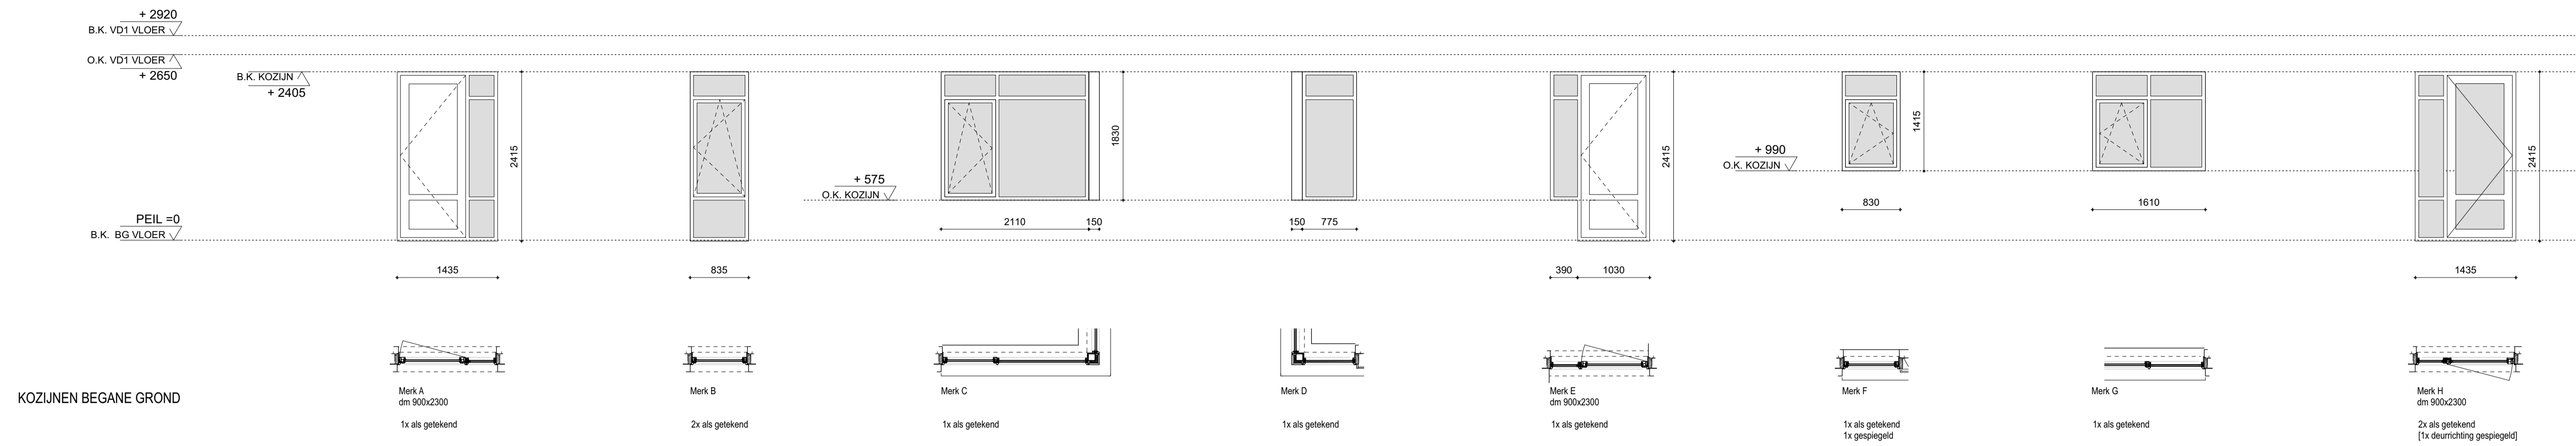 + 2920
B.K. VD1 VLOER
O.K. VD1 VLOER
+ 2650
B.K. KOZIJN
+ 2405
PEIL =0
B.K. BG VLOER
2415
1435
835
+ 575
O.K. KOZIJN
1830
2110 150
150 775
2415
390 1030
+ 990
O.K. KOZIJN
1415
830
1610
2415
1435
KOZIJNEN BEGANE GROND
Merk A
dm 900x2300
1x als getekend
Merk B
2x als getekend
Merk C
1x als getekend
Merk D
1x als getekend
Merk E
dm 900x2300
1x als getekend
Merk F
1x als getekend
1x gespiegeld
Merk G
1x als getekend
Merk H
dm 900x2300
2x als getekend
[1x deurrichting gespiegeld]